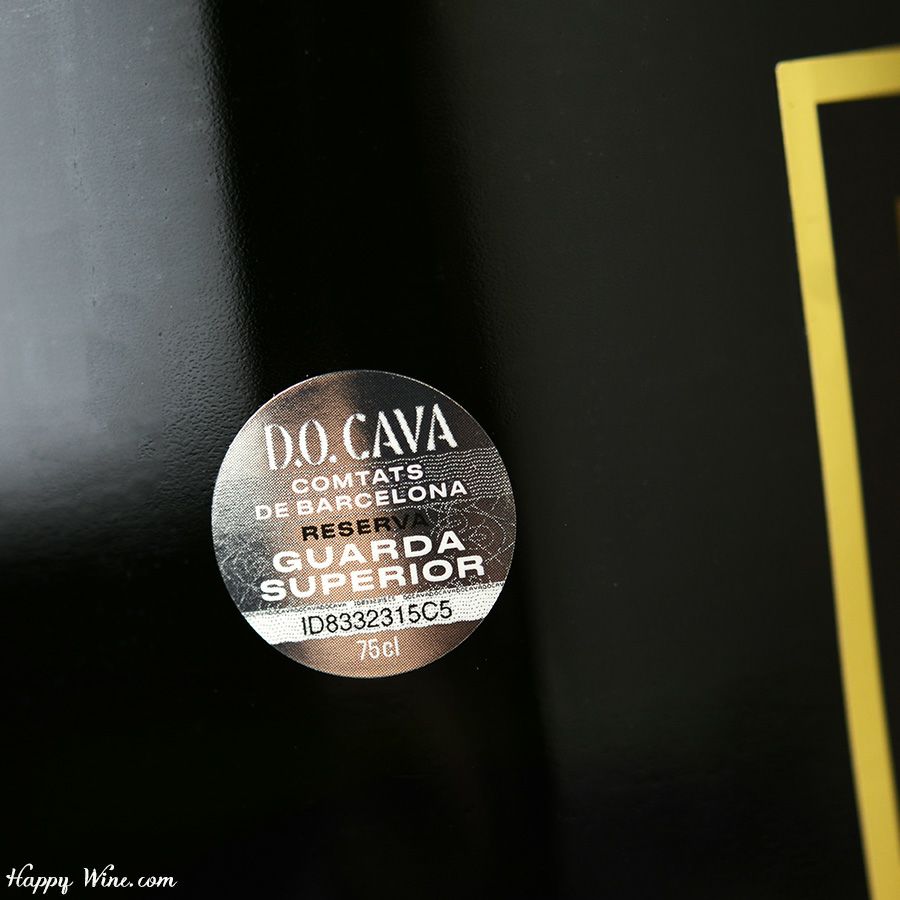 D.O. CAVA
COMTATS
DE BARCELONA
RESERVA
GUARDA
SUPERIOR
ID8332315C5
75cl
Happy Wine.com